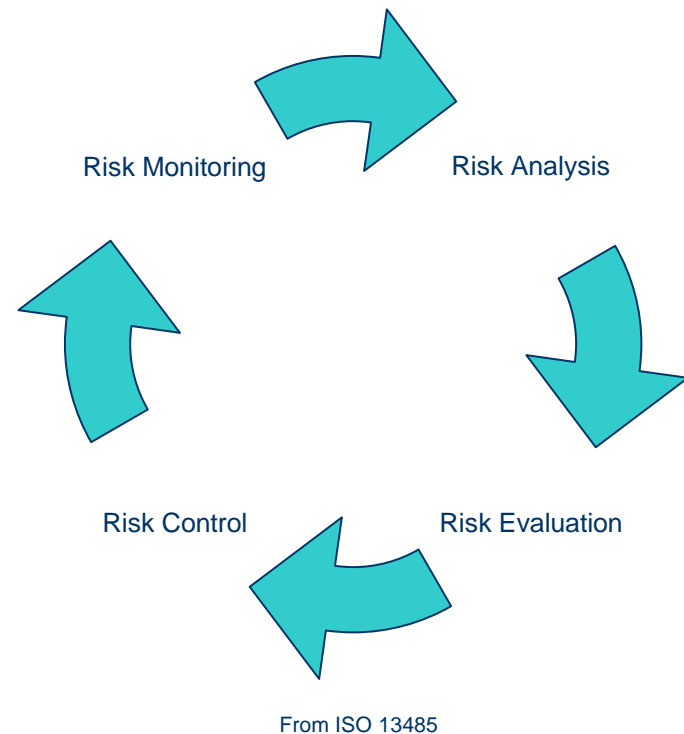 Risk Monitoring
Risk Analysis
Risk Control
Risk Evaluation
From ISO 13485